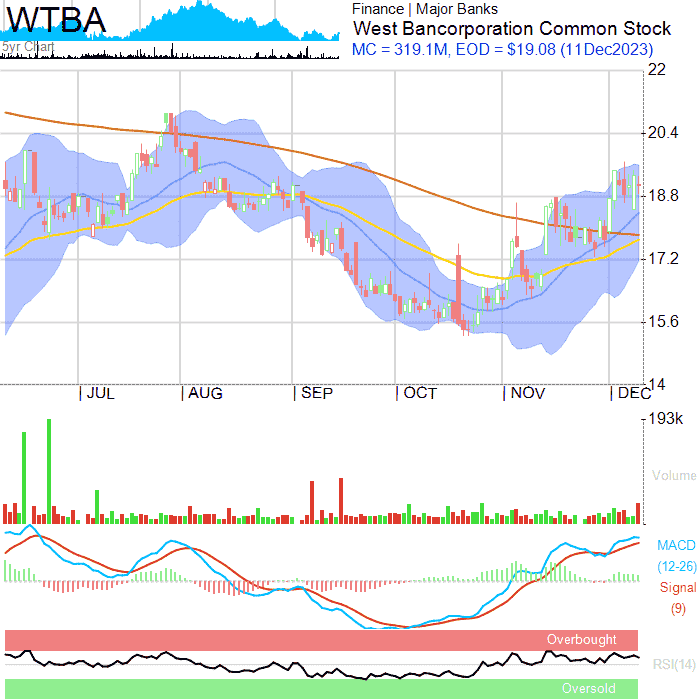 WTBA
5yr Chart
Finance | Major Banks
West Bancorporation Common Stock
MC = 319.1M, EOD = $19.08 (11Dec2023)
22
20.4
18.8
17.2
15.6
14
JUL AUG SEP OCT NOV DEC
193k
Volume
MACD
(12-26)
Signal
(9)
Overbought
RSI(14)
Oversold